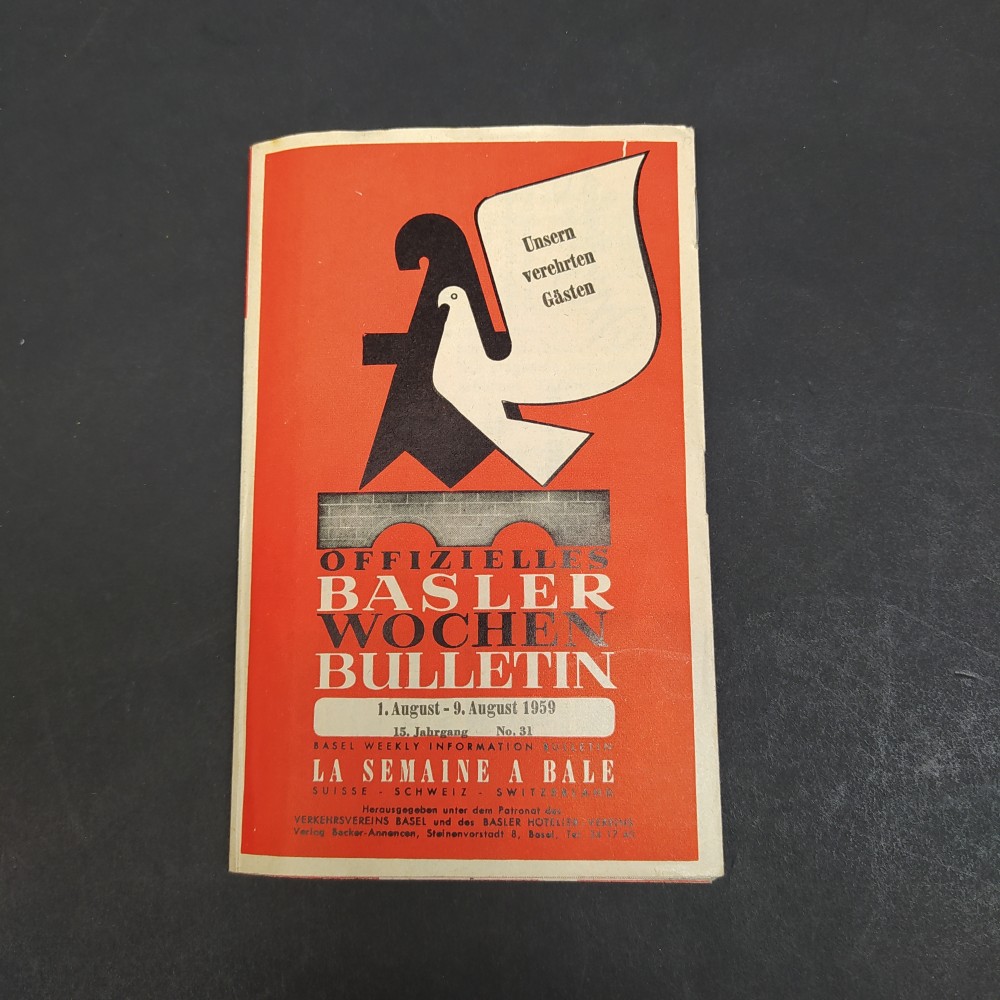 Unsern
verehrten
Gästen
OFFIZIELLES
BASLER
WOCHEN
BULLETIN
1. August - 9. August 1959
15. Jahrgang No. 31
BASEL WEEKLY INFORMATION BULLETIN
LA SEMAINE A BALE
SUISSE - SCHWEIZ - SWITZERLAND
Herausgegeben unter dem Patronat des
VERKEHRSVEREINS BASEL und des BASLER HOTELIER-VEREINS
Verlag Becker-Annoncen, Steinenvorstadt 8, Basel, Tel.